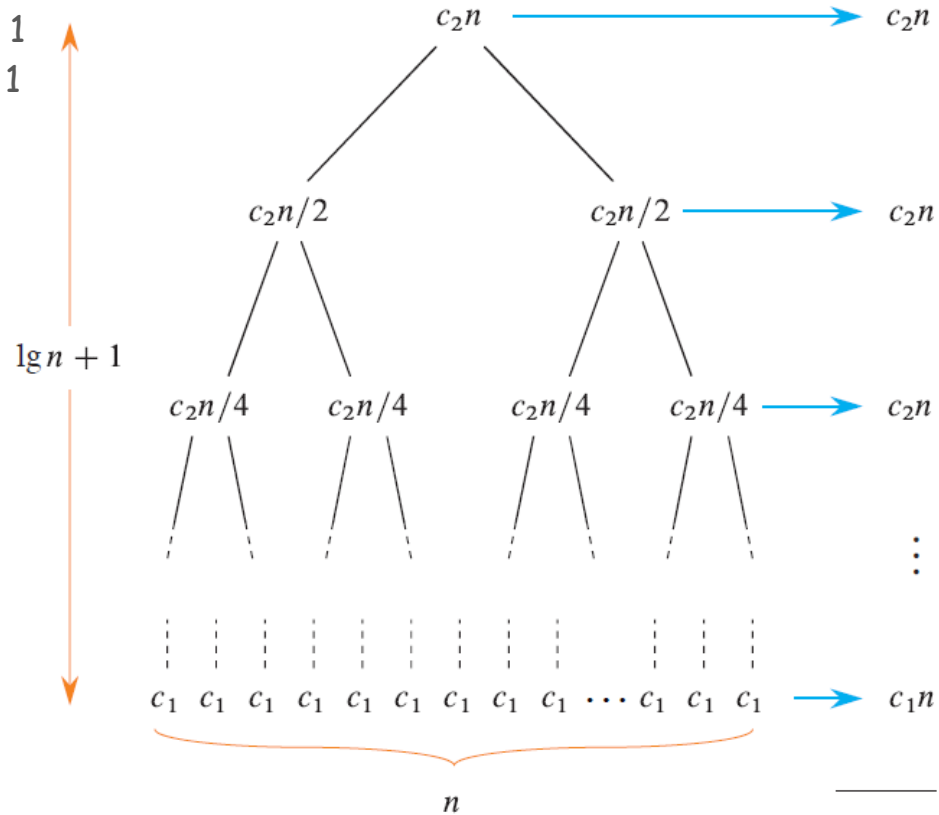 1 c₂n c₂n
1
c₂n/2 c₂n/2 c₂n
lg n + 1
c₂n/4 c₂n/4 c₂n/4 c₂n/4 c₂n
⋮
c₁ c₁ c₁ c₁ c₁ c₁ c₁ c₁ c₁ ⋯ c₁ c₁ c₁ c₁n
n